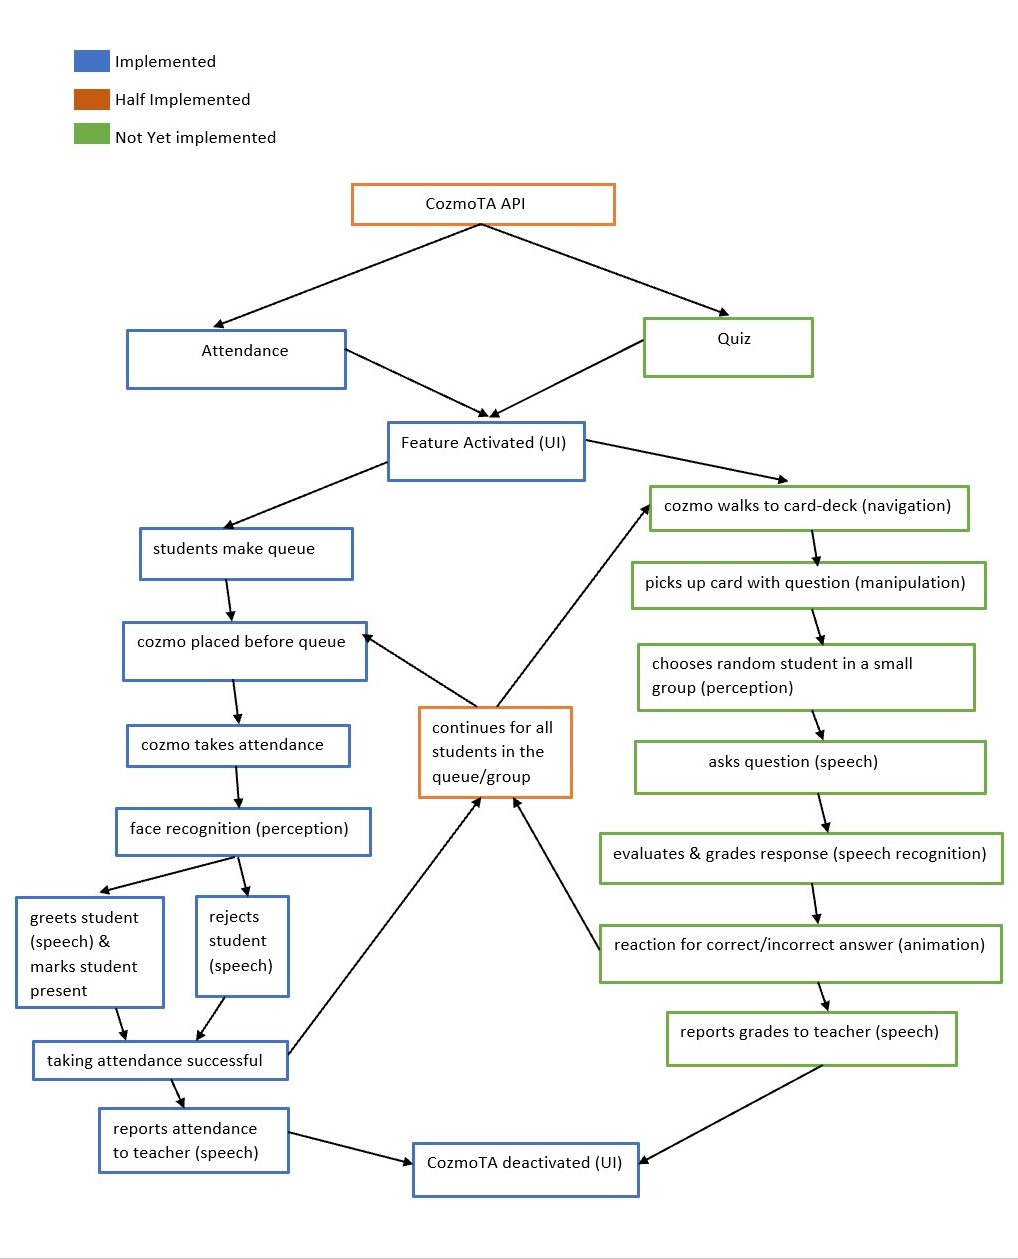 Implemented
Half Implemented
Not Yet implemented
CozmoTA API
Attendance
Quiz
Feature Activated (UI)
cozmo walks to card-deck (navigation)
students make queue
picks up card with question (manipulation)
cozmo placed before queue
chooses random student in a small
group (perception)
continues for all
students in the
queue/group
cozmo takes attendance
asks question (speech)
face recognition (perception)
evaluates & grades response (speech recognition)
greets student
(speech) &
marks student
present
rejects
student
(speech)
reaction for correct/incorrect answer (animation)
reports grades to teacher (speech)
taking attendance successful
reports attendance
to teacher (speech)
CozmoTA deactivated (UI)